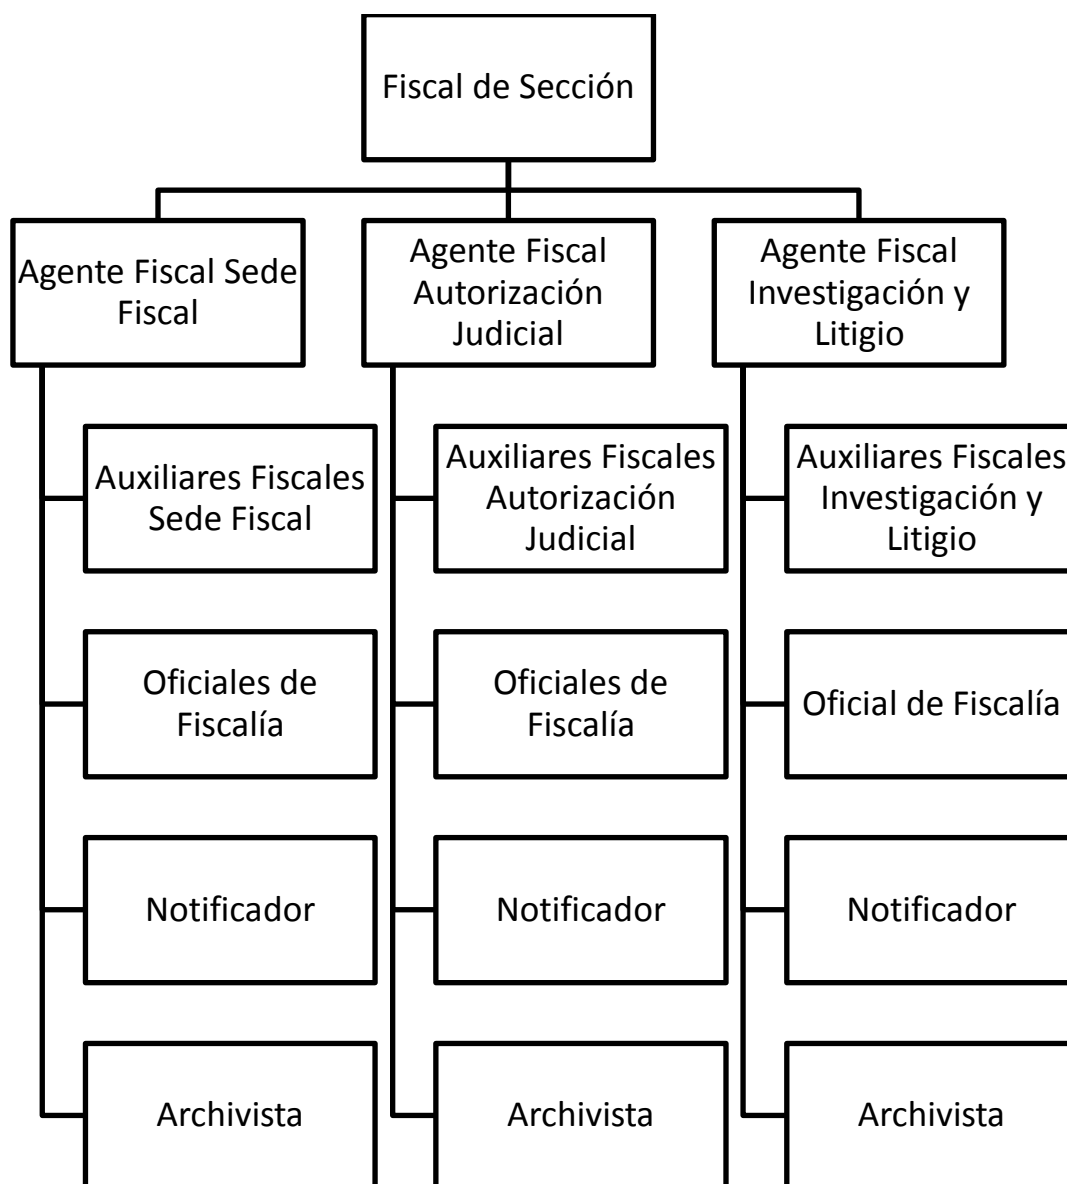 Fiscal de Sección
Agente Fiscal Sede
Fiscal
Agente Fiscal
Autorización
Judicial
Agente Fiscal
Investigación y
Litigio
Auxiliares Fiscales
Sede Fiscal
Auxiliares Fiscales
Autorización
Judicial
Auxiliares Fiscales
Investigación y
Litigio
Oficiales de
Fiscalía
Oficiales de
Fiscalía
Oficial de Fiscalía
Notificador
Notificador
Notificador
Archivista
Archivista
Archivista